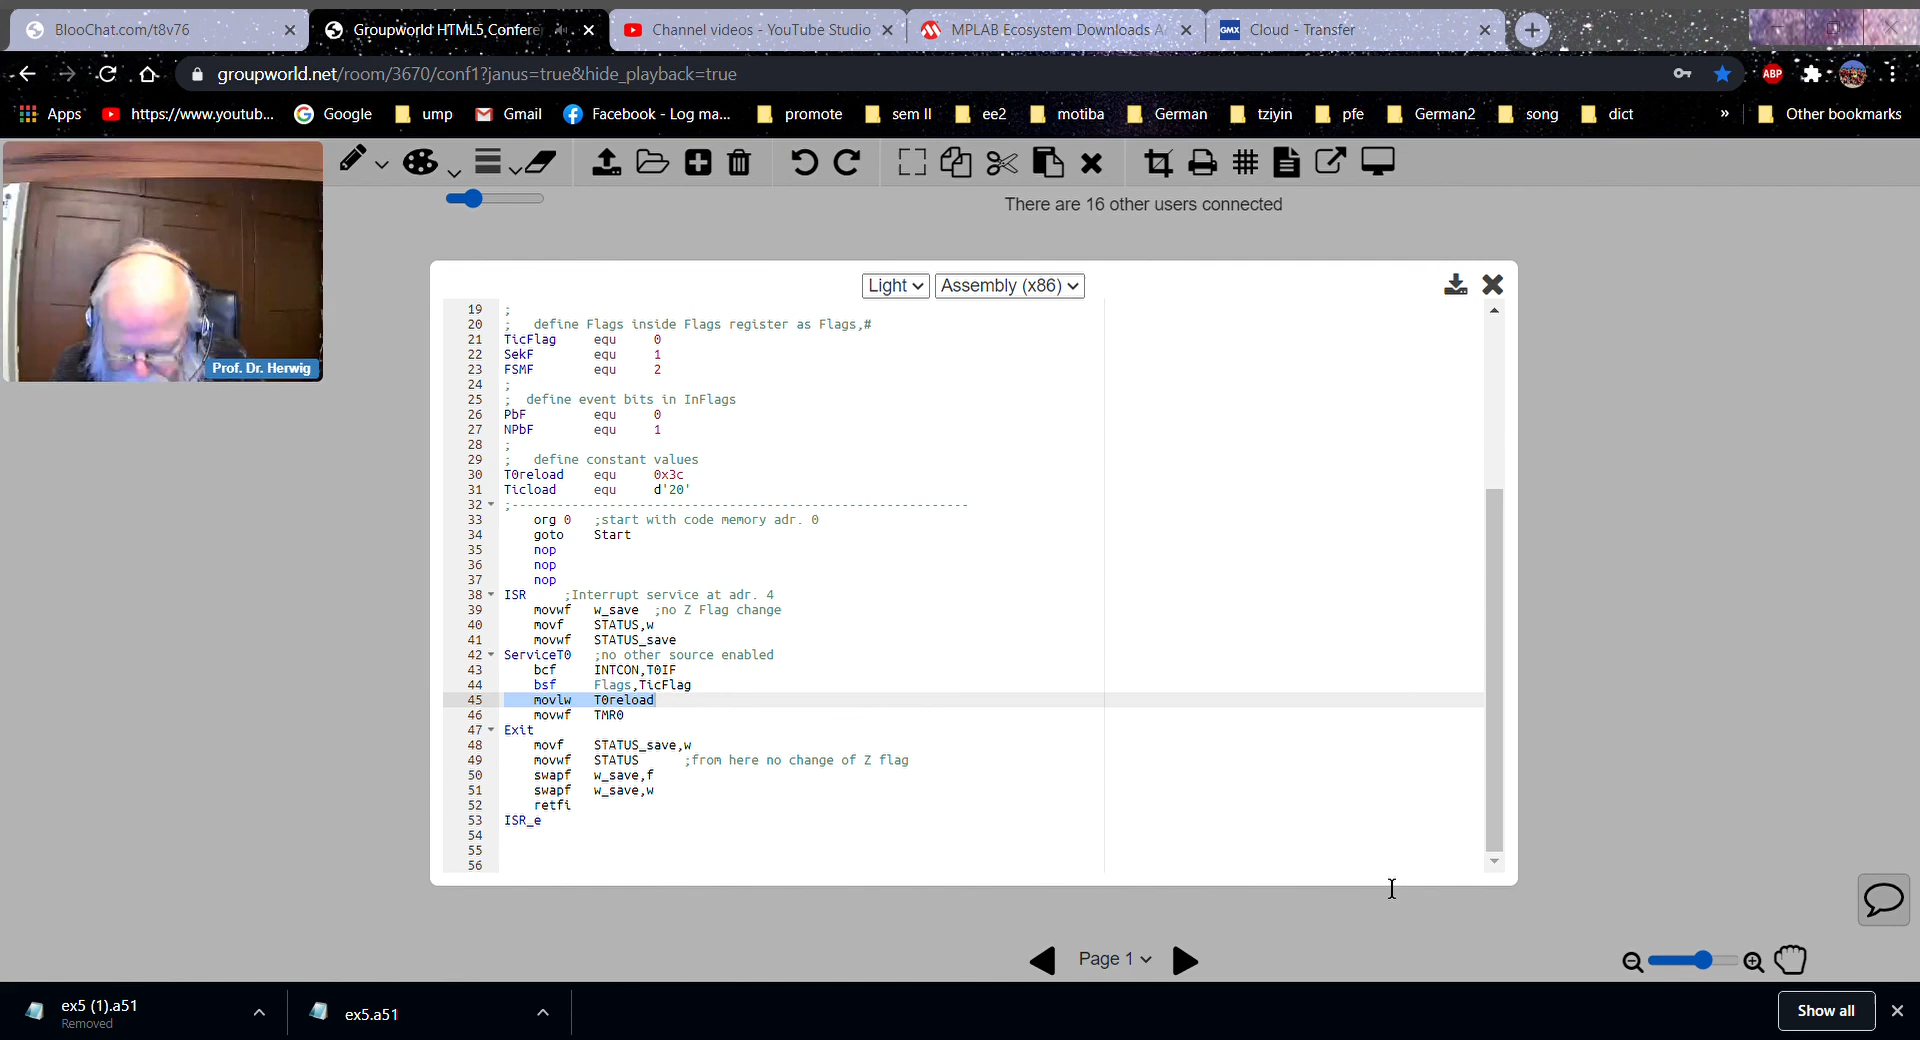 BlooChat.com/t8v76
Groupworld HTML5 Confere
Channel videos - YouTube Studio
MPLAB Ecosystem Downloads A
GMX Cloud - Transfer
groupworld.net/room/3670/conf1?janus=true&hide_playback=true
ABP
Apps
https://www.youtub...
Google
ump
Gmail
Facebook - Log ma...
promote
sem II
ee2
motiba
German
tziyin
pfe
German2
song
dict
»
Other bookmarks
There are 16 other users connected
Prof. Dr. Herwig
Light
Assembly (x86)
19 ;
20 ; define Flags inside Flags register as Flags,#
21 TicFlag equ 0
22 SekF equ 1
23 FSMF equ 2
24 ;
25 ; define event bits in InFlags
26 PbF equ 0
27 NPbF equ 1
28 ;
29 ; define constant values
30 T0reload equ 0x3c
31 Ticload equ d'20'
32 ;-------------------------------------------------------------
33 org 0 ;start with code memory adr. 0
34 goto Start
35 nop
36 nop
37 nop
38 ISR ;Interrupt service at adr. 4
39 movwf w_save ;no Z Flag change
40 movf STATUS,w
41 movwf STATUS_save
42 ServiceT0 ;no other source enabled
43 bcf INTCON,T0IF
44 bsf Flags,TicFlag
45 movlw T0reload
46 movwf TMR0
47 Exit
48 movf STATUS_save,w
49 movwf STATUS ;from here no change of Z flag
50 swapf w_save,f
51 swapf w_save,w
52 retfi
53 ISR_e
54
55
56
Page 1
ex5 (1).a51
Removed
ex5.a51
Show all